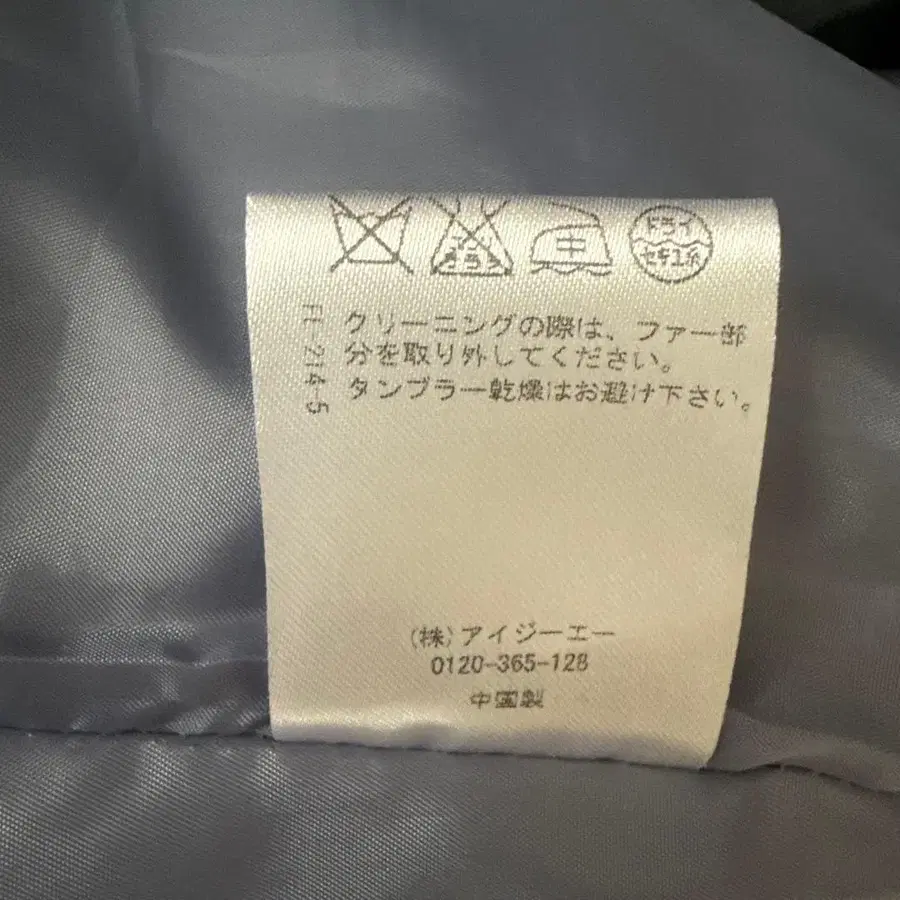 中
ドライ
セキユ系
クリーニングの際は、ファー部
分を取り外してください。
タンブラー乾燥はお避け下さい。
(株)アイジーエー
0120-365-128
中国製